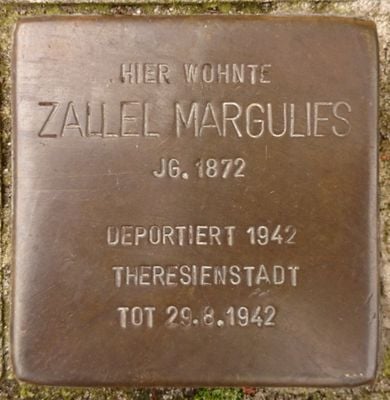 HIER WOHNTE
ZALLEL MARGULIES
JG. 1872
DEPORTIERT 1942
THERESIENSTADT
TOT 29.8.1942